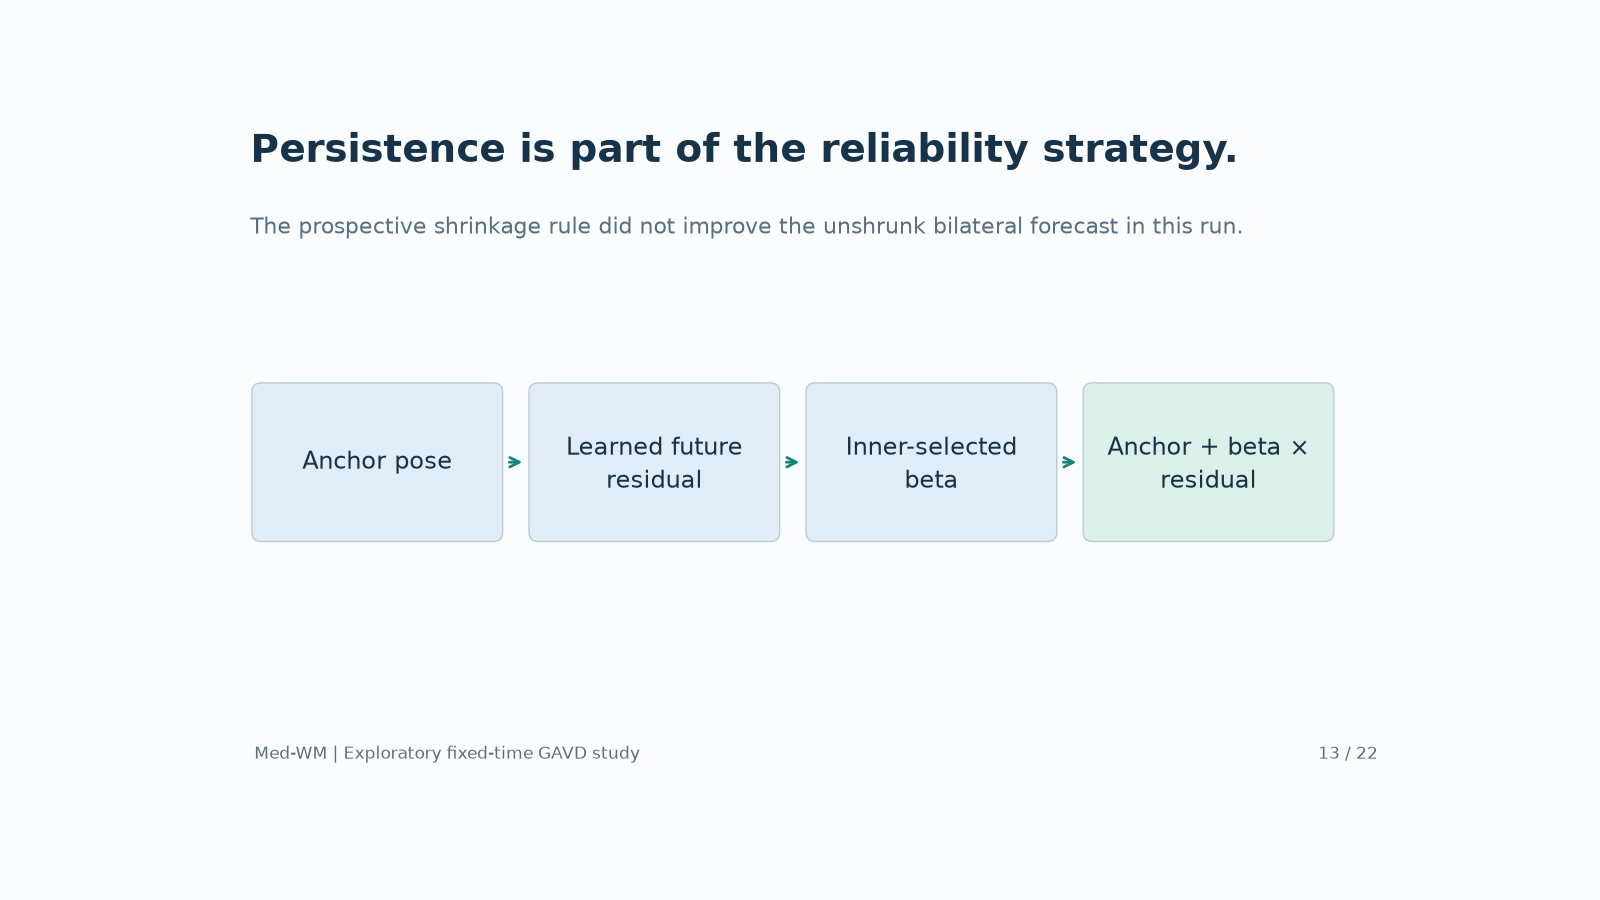 Persistence is part of the reliability strategy.
The prospective shrinkage rule did not improve the unshrunk bilateral forecast in this run.
Anchor pose
Learned future
residual
Inner-selected
beta
Anchor + beta ×
residual
Med-WM | Exploratory fixed-time GAVD study
13 / 22